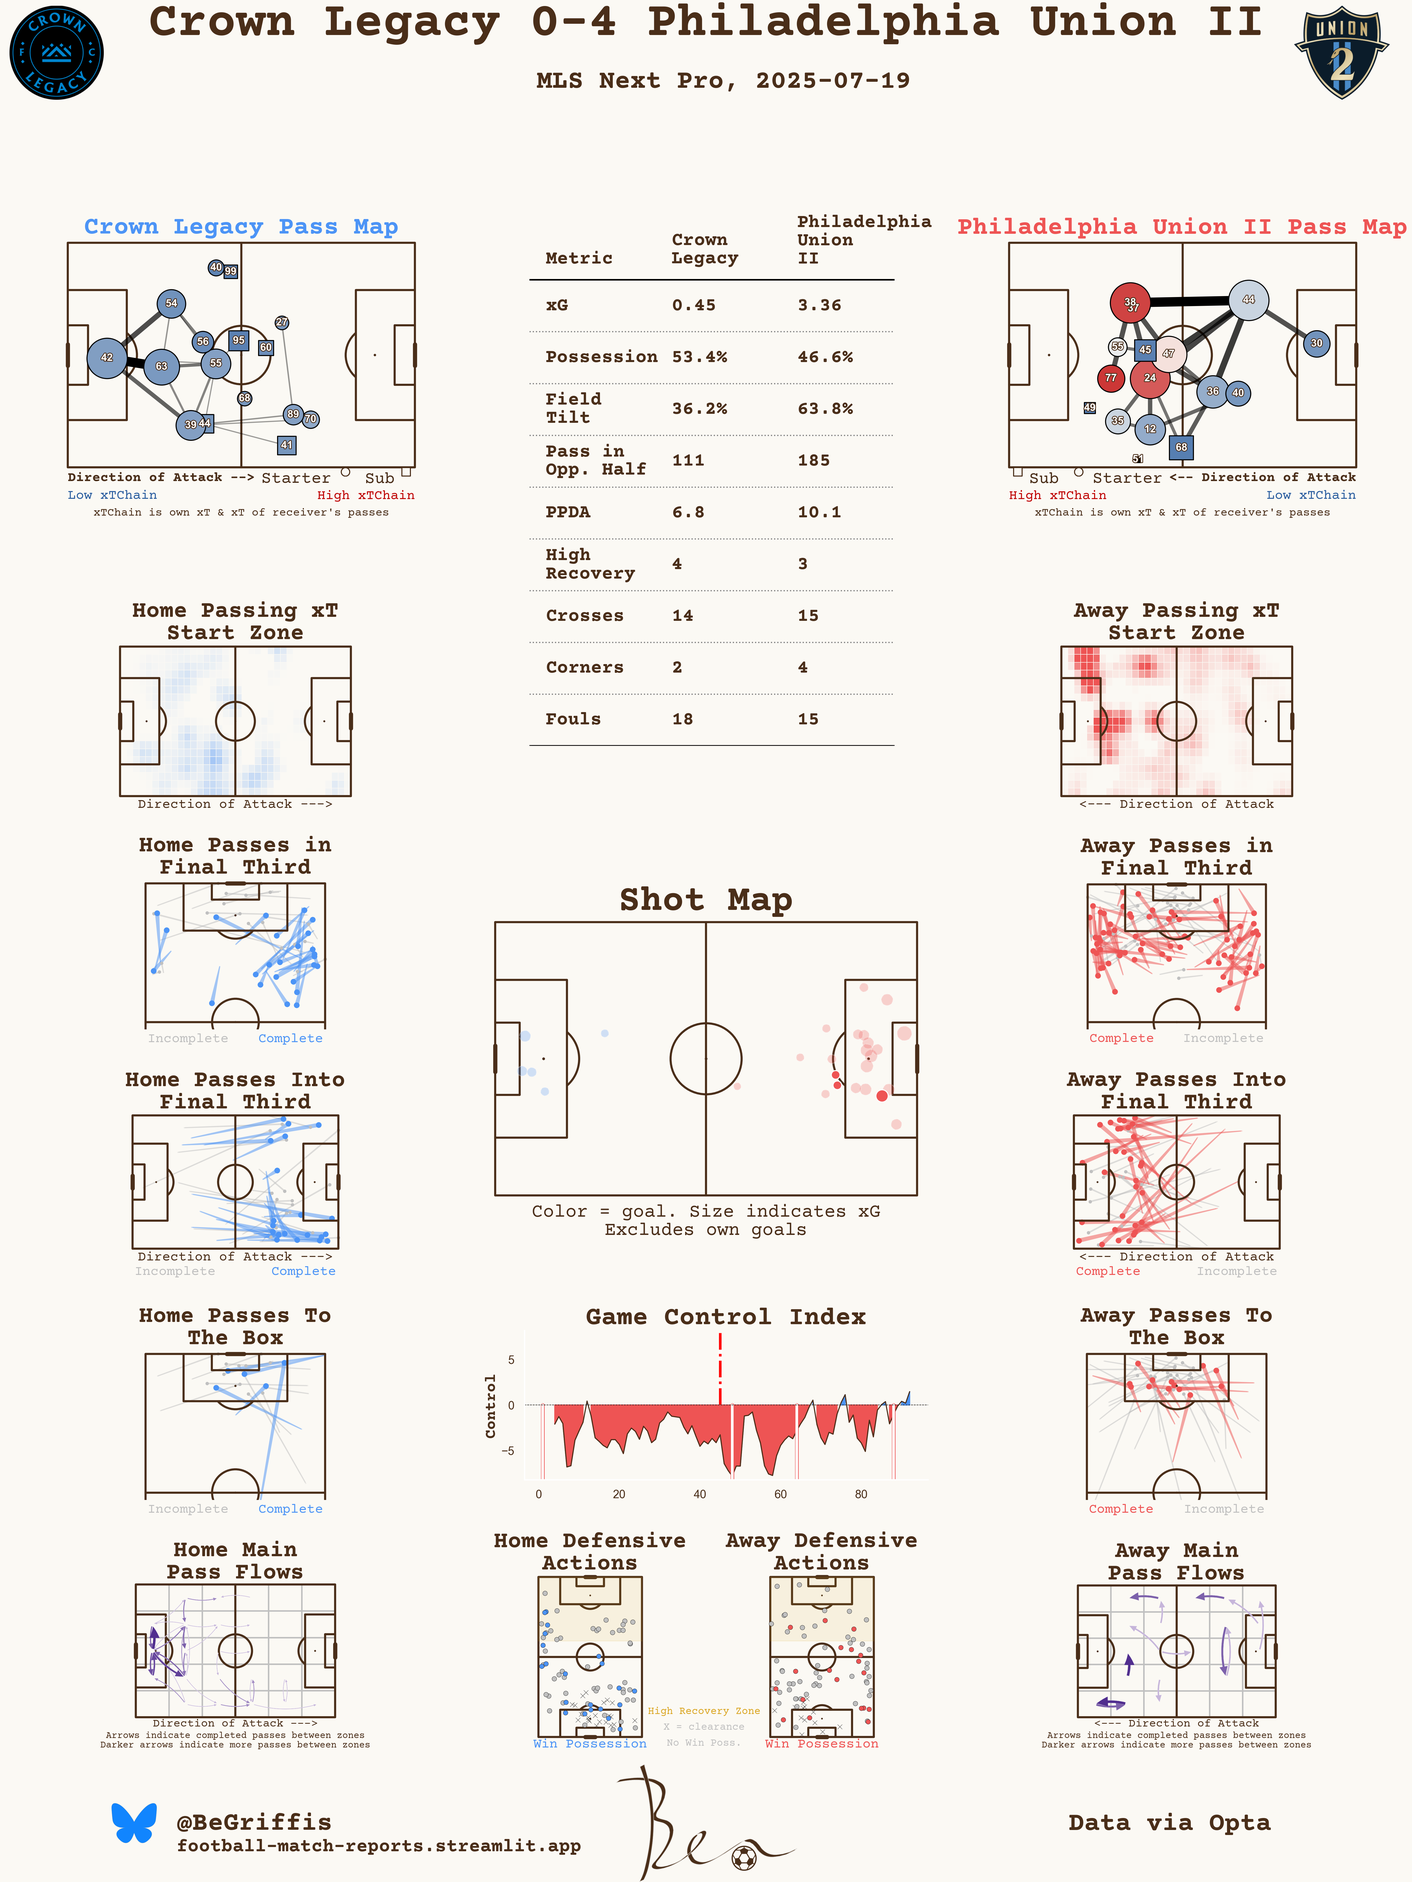 Crown Legacy 0-4 Philadelphia Union II
MLS Next Pro, 2025-07-19
CROWN
F C
LEGACY
UNION
2
Crown Legacy Pass Map
40
99
54
27
56
95
60
42
63
55
68
39
44
89
70
41
Direction of Attack --> Starter Sub
Low xTChain High xTChain
xTChain is own xT & xT of receiver's passes
Metric Crown Legacy Philadelphia Union II
xG 0.45 3.36
Possession 53.4% 46.6%
Field Tilt 36.2% 63.8%
Pass in Opp. Half 111 185
PPDA 6.8 10.1
High Recovery 4 3
Crosses 14 15
Corners 2 4
Fouls 18 15
Philadelphia Union II Pass Map
38
37
44
55
45
47
30
77
24
36
40
49
35
12
68
51
Sub Starter <-- Direction of Attack
High xTChain Low xTChain
xTChain is own xT & xT of receiver's passes
Home Passing xT
Start Zone
Direction of Attack --->
Away Passing xT
Start Zone
<--- Direction of Attack
Home Passes in
Final Third
Incomplete Complete
Away Passes in
Final Third
Complete Incomplete
Shot Map
Color = goal. Size indicates xG
Excludes own goals
Home Passes Into
Final Third
Direction of Attack --->
Incomplete Complete
Away Passes Into
Final Third
<--- Direction of Attack
Complete Incomplete
Home Passes To
The Box
Incomplete Complete
Game Control Index
Control
5
0
−5
0 20 40 60 80
Away Passes To
The Box
Complete Incomplete
Home Main
Pass Flows
Direction of Attack --->
Arrows indicate completed passes between zones
Darker arrows indicate more passes between zones
Home Defensive
Actions
Win Possession
Away Defensive
Actions
Win Possession
High Recovery Zone
X = clearance
No Win Poss.
Away Main
Pass Flows
<--- Direction of Attack
Arrows indicate completed passes between zones
Darker arrows indicate more passes between zones
@BeGriffis
football-match-reports.streamlit.app
Ben
Data via Opta